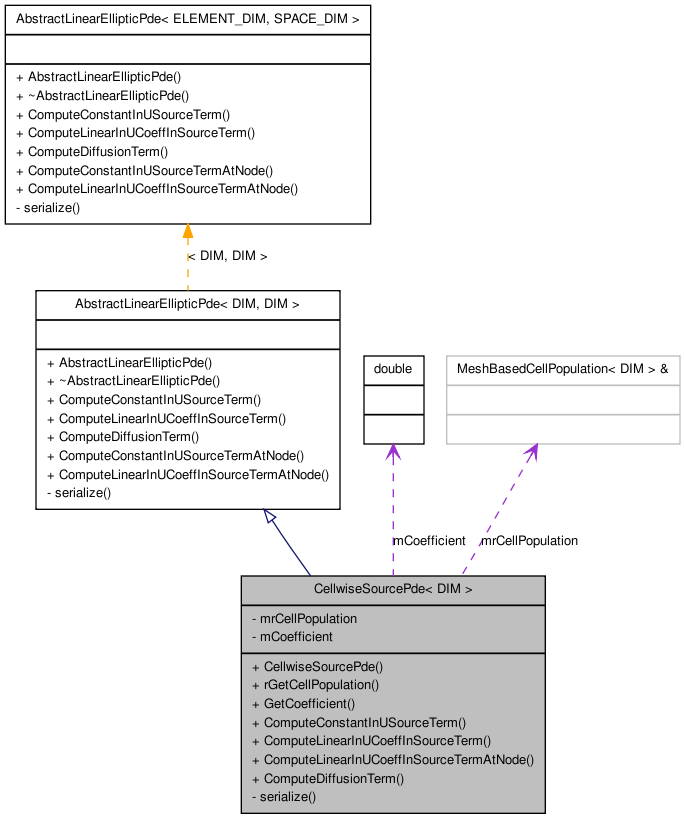 AbstractLinearEllipticPde< ELEMENT_DIM, SPACE_DIM >
+ AbstractLinearEllipticPde()
+ ~AbstractLinearEllipticPde()
+ ComputeConstantInUSourceTerm()
+ ComputeLinearInUCoeffInSourceTerm()
+ ComputeDiffusionTerm()
+ ComputeConstantInUSourceTermAtNode()
+ ComputeLinearInUCoeffInSourceTermAtNode()
- serialize()
< DIM, DIM >
AbstractLinearEllipticPde< DIM, DIM >
+ AbstractLinearEllipticPde()
+ ~AbstractLinearEllipticPde()
+ ComputeConstantInUSourceTerm()
+ ComputeLinearInUCoeffInSourceTerm()
+ ComputeDiffusionTerm()
+ ComputeConstantInUSourceTermAtNode()
+ ComputeLinearInUCoeffInSourceTermAtNode()
- serialize()
double
MeshBasedCellPopulation< DIM > &
mCoefficient
mrCellPopulation
CellwiseSourcePde< DIM >
- mrCellPopulation
- mCoefficient
+ CellwiseSourcePde()
+ rGetCellPopulation()
+ GetCoefficient()
+ ComputeConstantInUSourceTerm()
+ ComputeLinearInUCoeffInSourceTerm()
+ ComputeLinearInUCoeffInSourceTermAtNode()
+ ComputeDiffusionTerm()
- serialize()